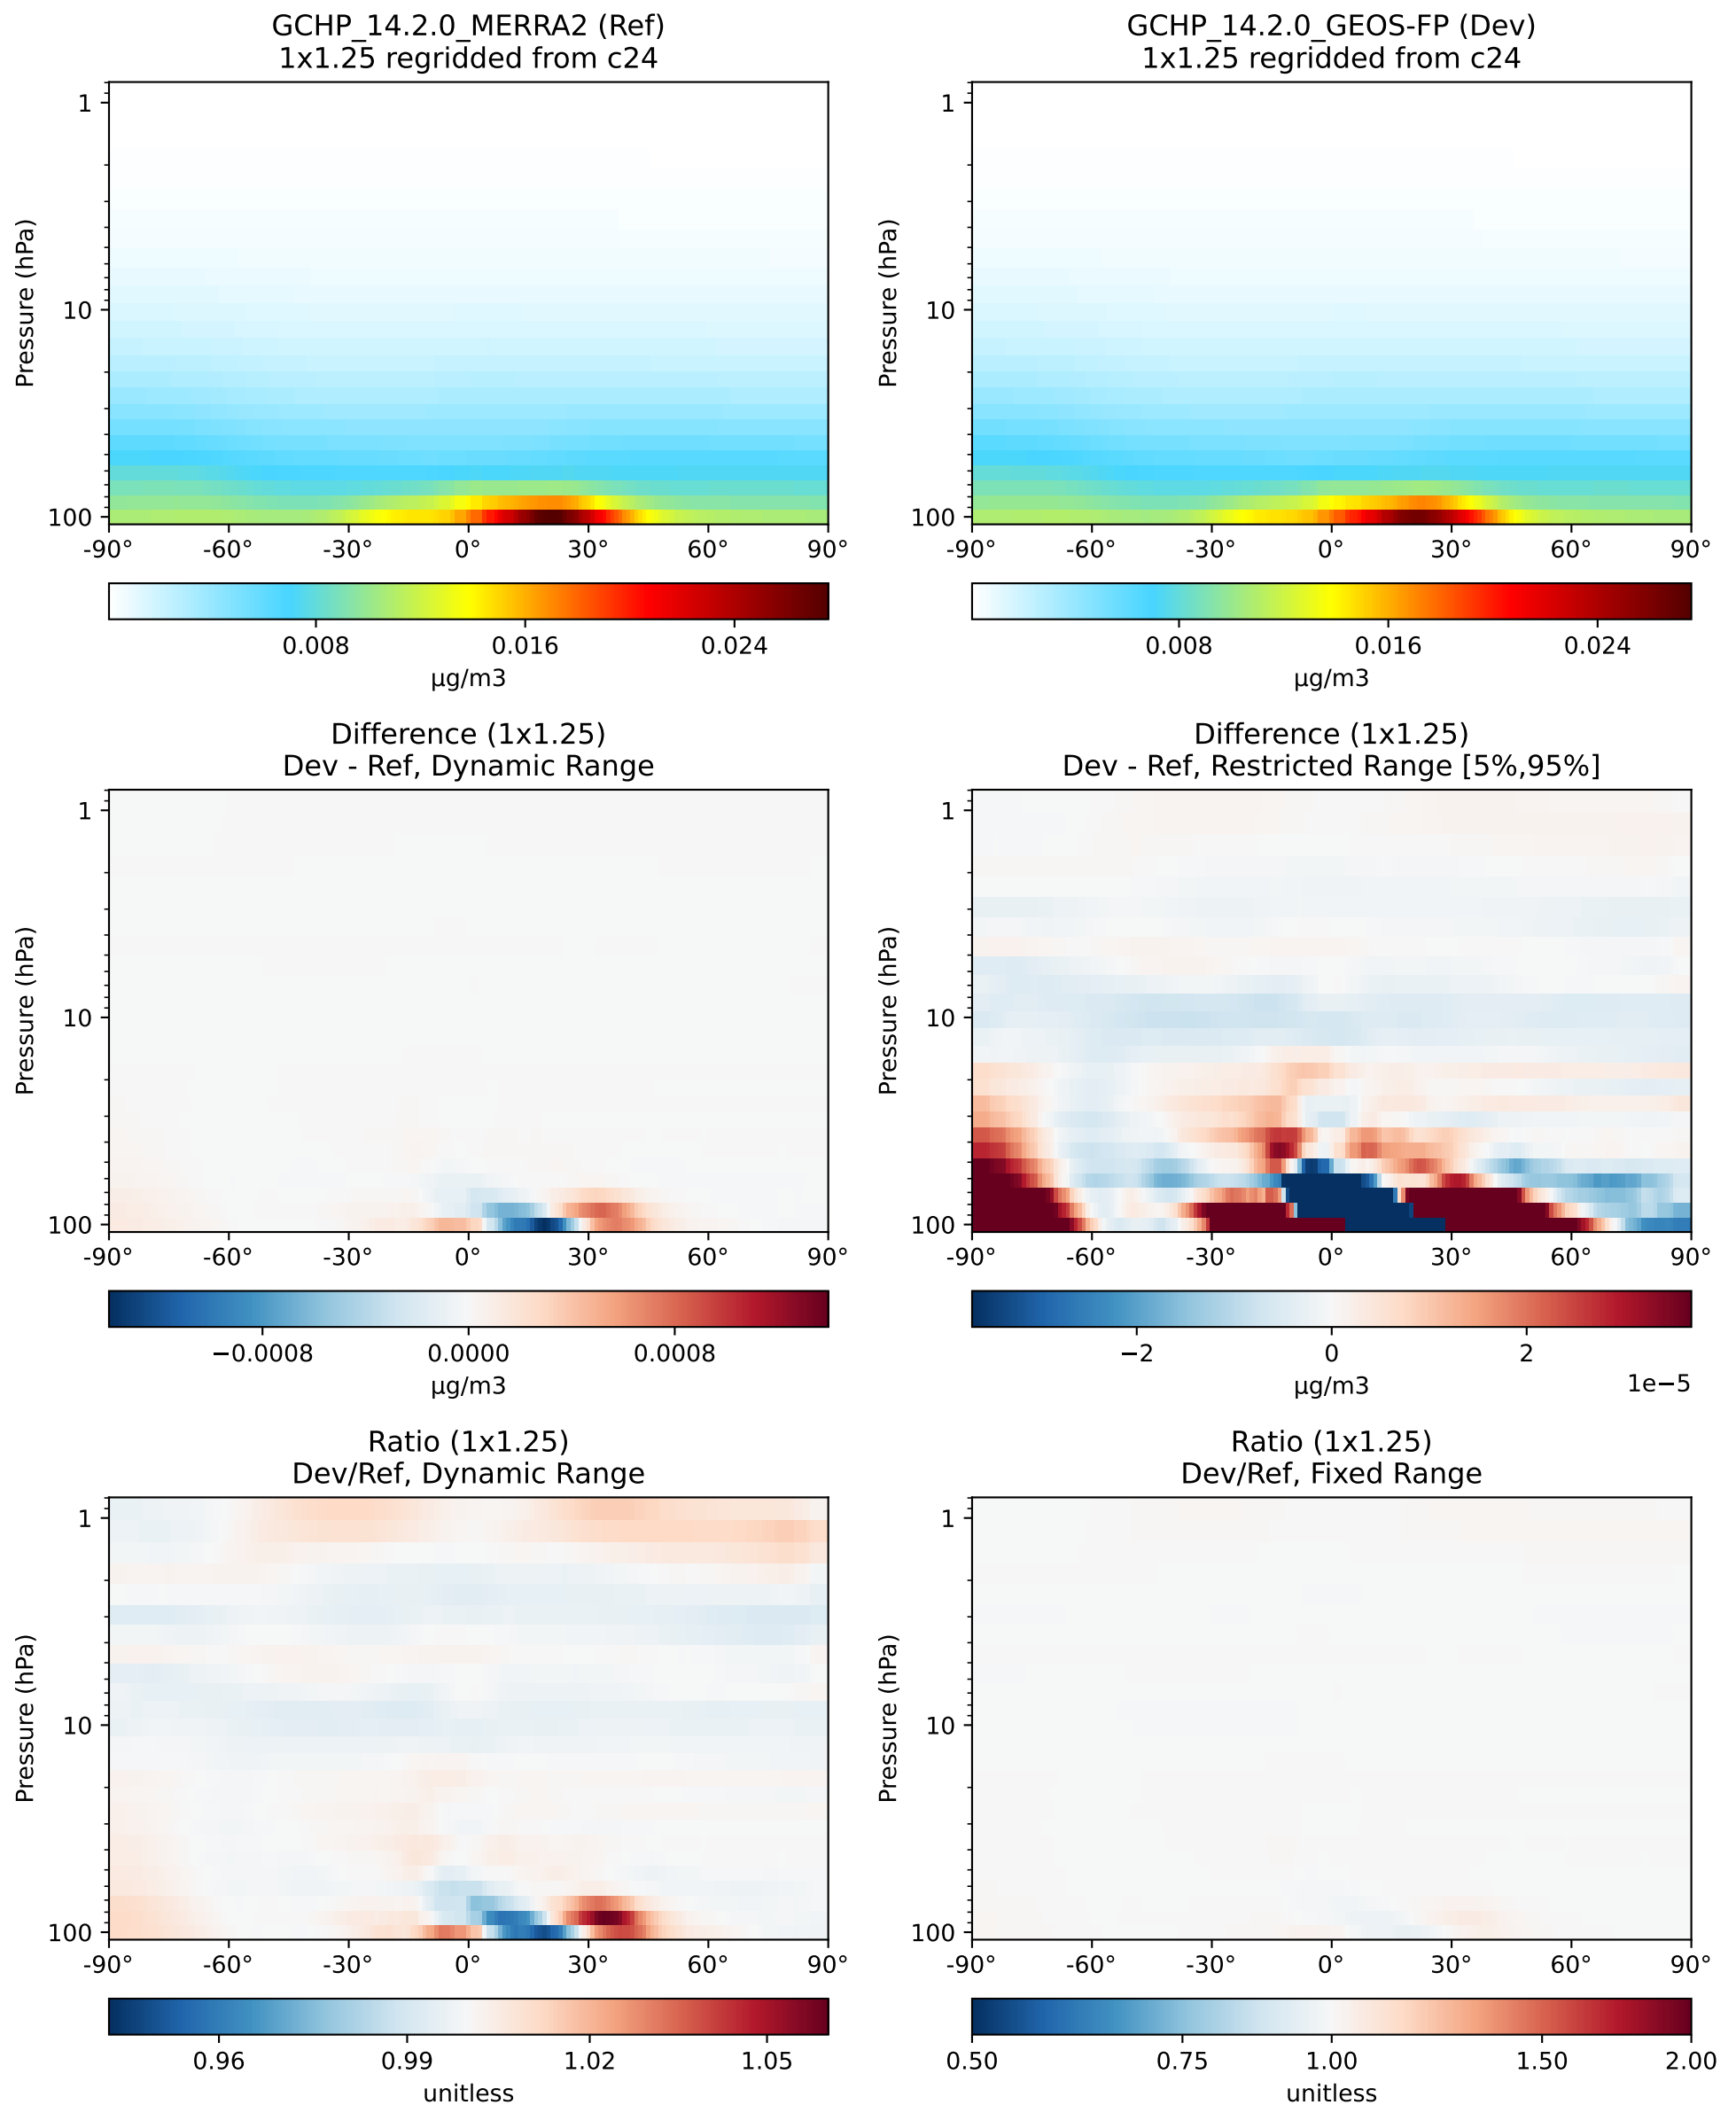 GCHP_14.2.0_MERRA2 (Ref)
1x1.25 regridded from c24
Pressure (hPa)
1
10
100
-90° -60° -30° 0° 30° 60° 90°
0.008 0.016 0.024
µg/m3
GCHP_14.2.0_GEOS-FP (Dev)
1x1.25 regridded from c24
Pressure (hPa)
1
10
100
-90° -60° -30° 0° 30° 60° 90°
0.008 0.016 0.024
µg/m3
Difference (1x1.25)
Dev - Ref, Dynamic Range
Pressure (hPa)
1
10
100
-90° -60° -30° 0° 30° 60° 90°
−0.0008 0.0000 0.0008
µg/m3
Difference (1x1.25)
Dev - Ref, Restricted Range [5%,95%]
Pressure (hPa)
1
10
100
-90° -60° -30° 0° 30° 60° 90°
−2 0 2
µg/m3
1e−5
Ratio (1x1.25)
Dev/Ref, Dynamic Range
Pressure (hPa)
1
10
100
-90° -60° -30° 0° 30° 60° 90°
0.96 0.99 1.02 1.05
unitless
Ratio (1x1.25)
Dev/Ref, Fixed Range
Pressure (hPa)
1
10
100
-90° -60° -30° 0° 30° 60° 90°
0.50 0.75 1.00 1.50 2.00
unitless